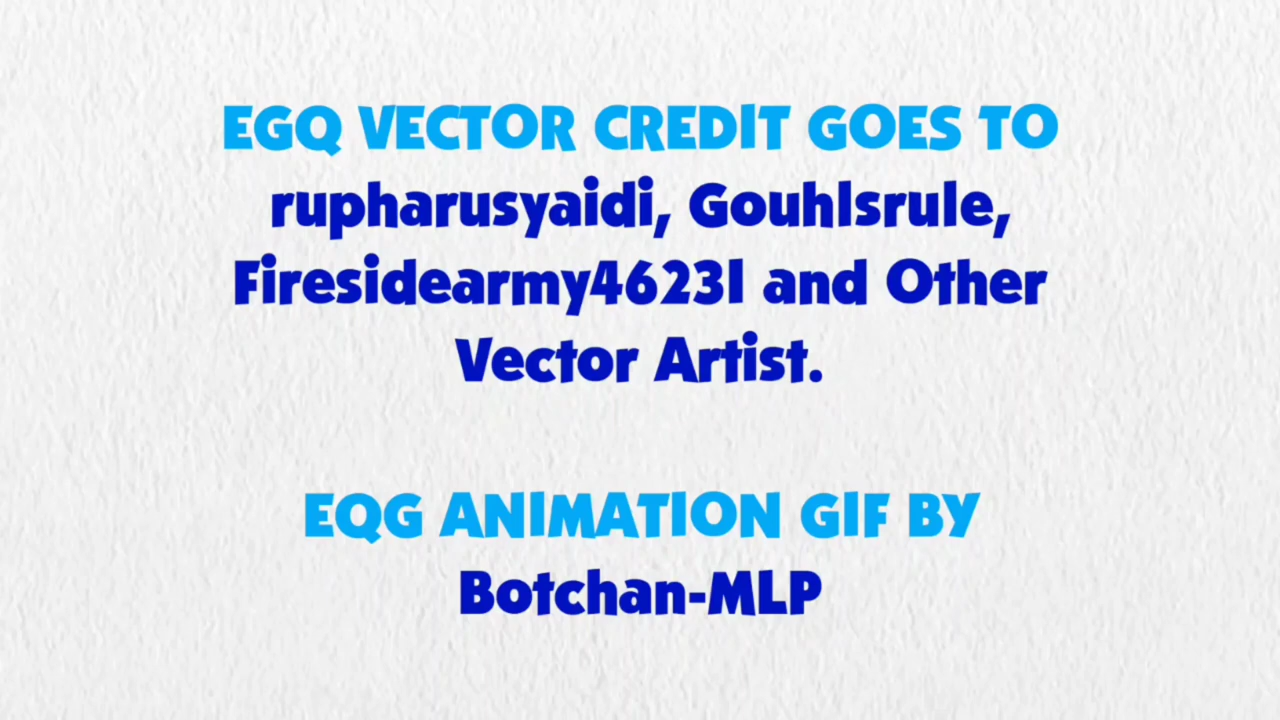 EGQ VECTOR CREDIT GOES TO
rupharusyaidi, Gouhlsrule,
Firesidearmy46231 and Other
Vector Artist.
EQG ANIMATION GIF BY
Botchan-MLP